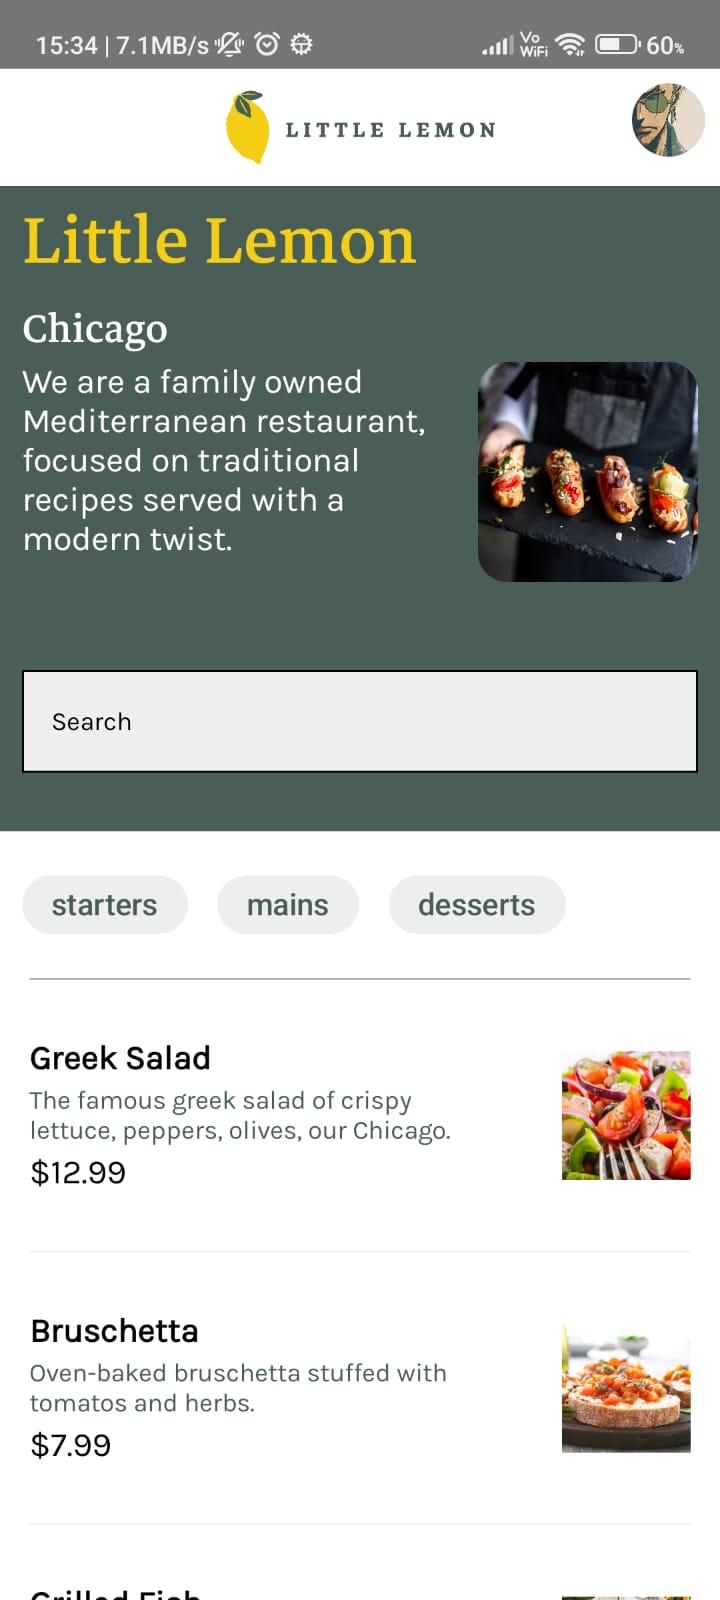 15:34 | 7.1MB/s
Vo
WiFi
60%
LITTLE LEMON
Little Lemon
Chicago
We are a family owned
Mediterranean restaurant,
focused on traditional
recipes served with a
modern twist.
Search
starters mains desserts
Greek Salad
The famous greek salad of crispy
lettuce, peppers, olives, our Chicago.
$12.99
Bruschetta
Oven-baked bruschetta stuffed with
tomatos and herbs.
$7.99
Grilled Fish